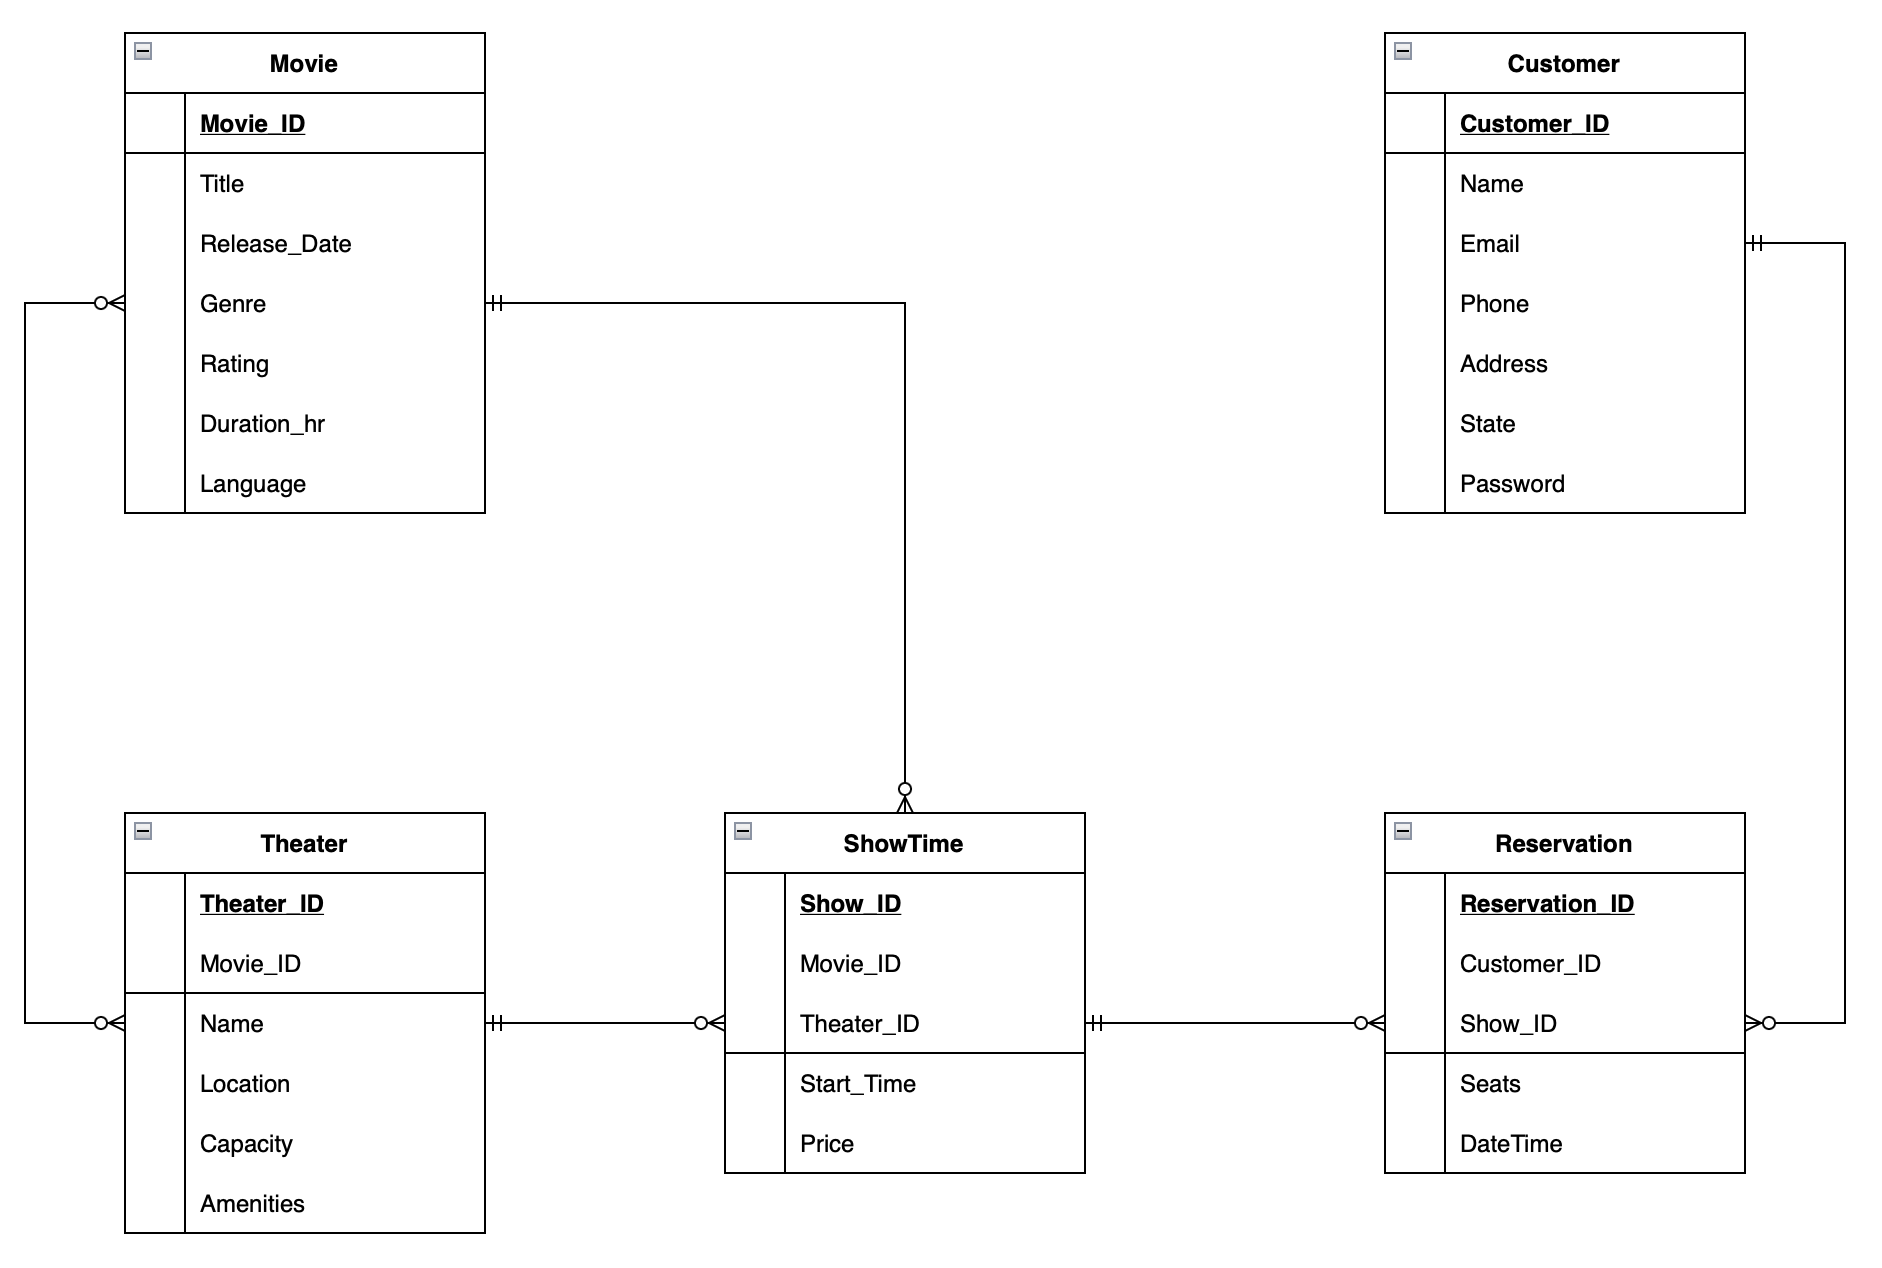 Movie
Movie_ID
Title
Release_Date
Genre
Rating
Duration_hr
Language
Customer
Customer_ID
Name
Email
Phone
Address
State
Password
Theater
Theater_ID
Movie_ID
Name
Location
Capacity
Amenities
ShowTime
Show_ID
Movie_ID
Theater_ID
Start_Time
Price
Reservation
Reservation_ID
Customer_ID
Show_ID
Seats
DateTime